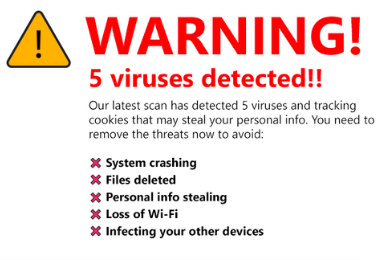 WARNING!
5 viruses detected!!
Our latest scan has detected 5 viruses and tracking
cookies that may steal your personal info. You need to
remove the threats now to avoid:
System crashing
Files deleted
Personal info stealing
Loss of Wi-Fi
Infecting your other devices